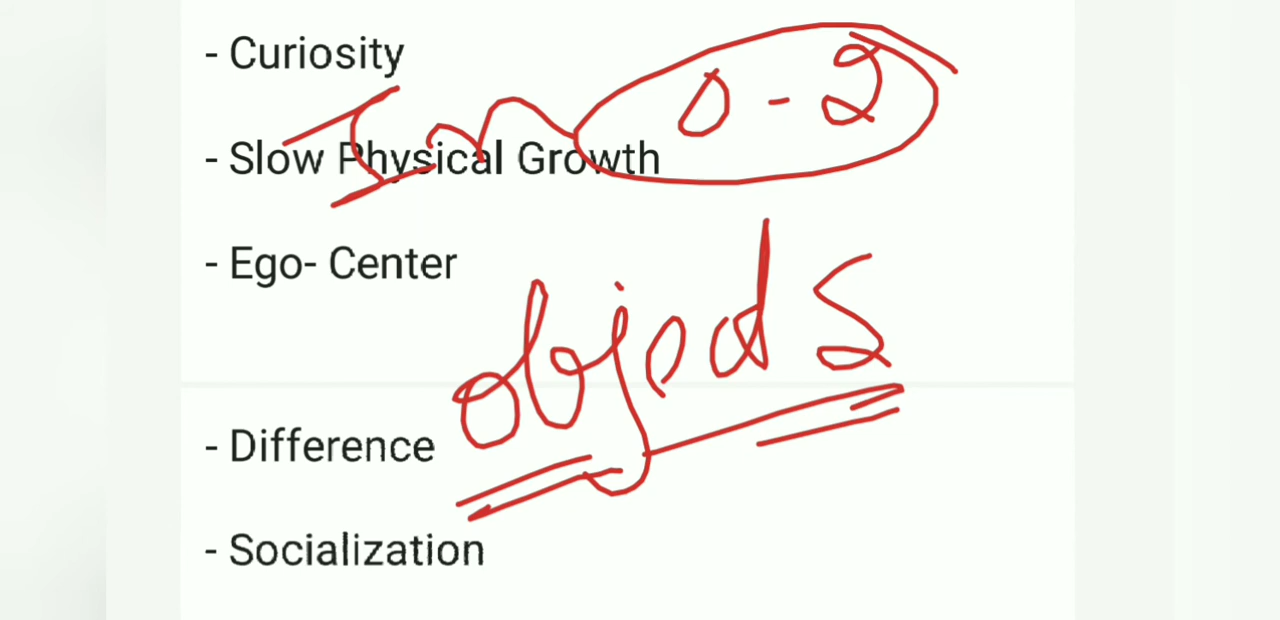 - Curiosity
In 0-2
- Slow Physical Growth
- Ego- Center
objects
- Difference
- Socialization